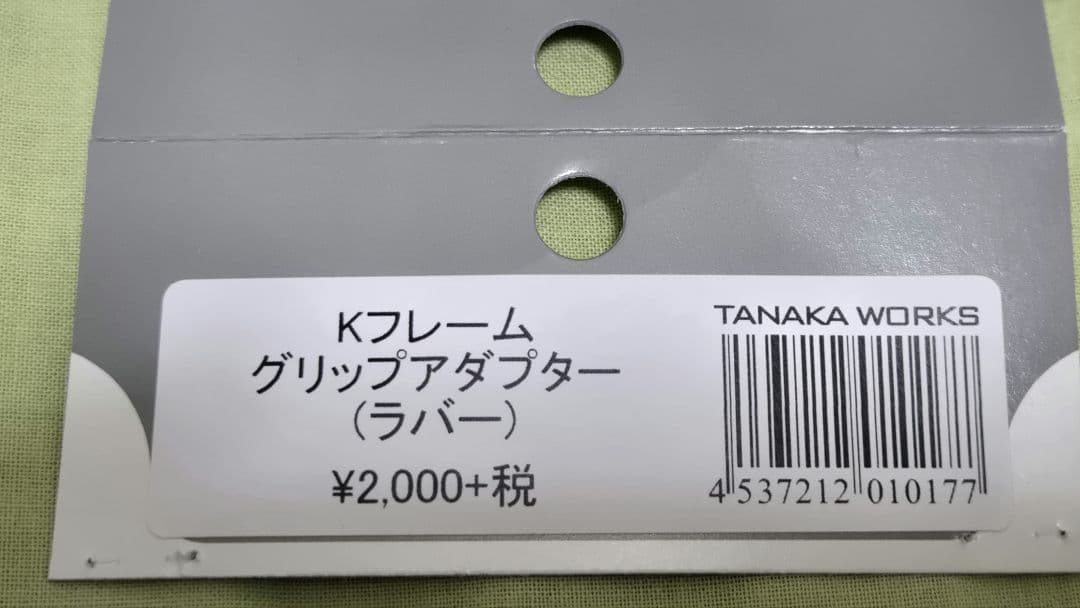 Kフレーム
グリップアダプター
（ラバー）
¥2,000+税
TANAKA WORKS
4 537212 010177